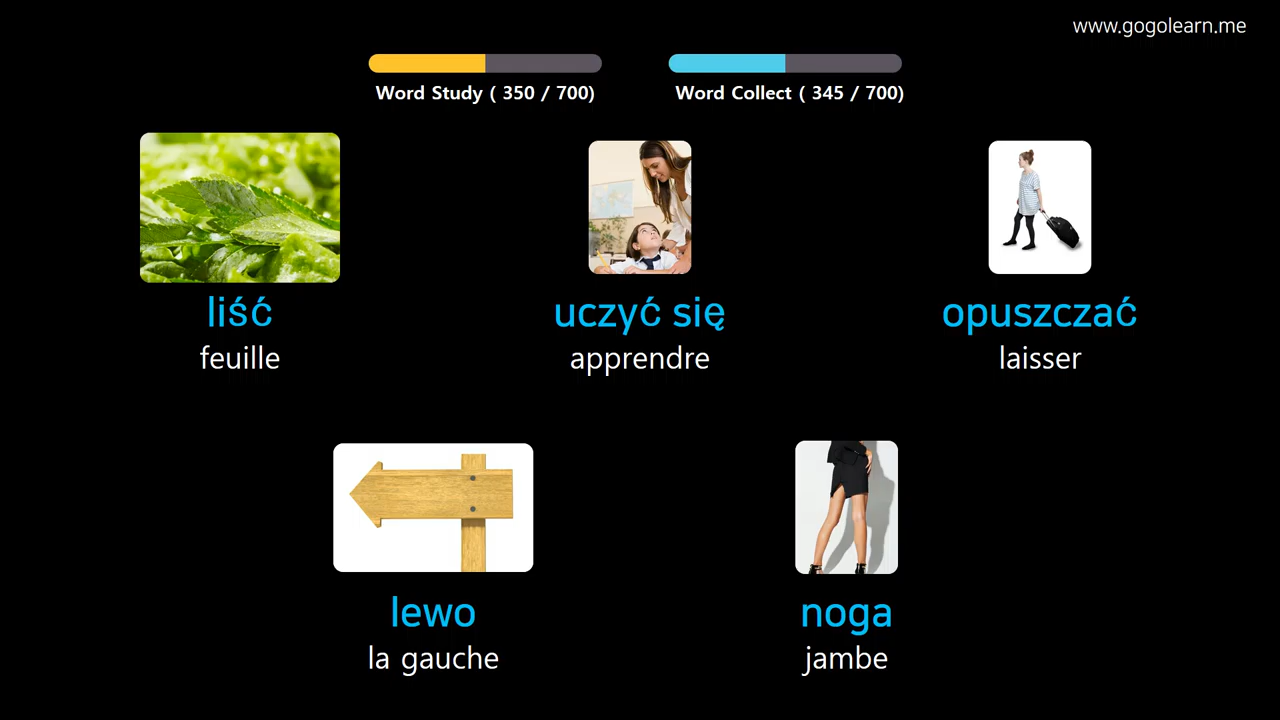 www.gogolearn.me
Word Study ( 350 / 700)
Word Collect ( 345 / 700)
liść
feuille
uczyć się
apprendre
opuszczać
laisser
lewo
la gauche
noga
jambe